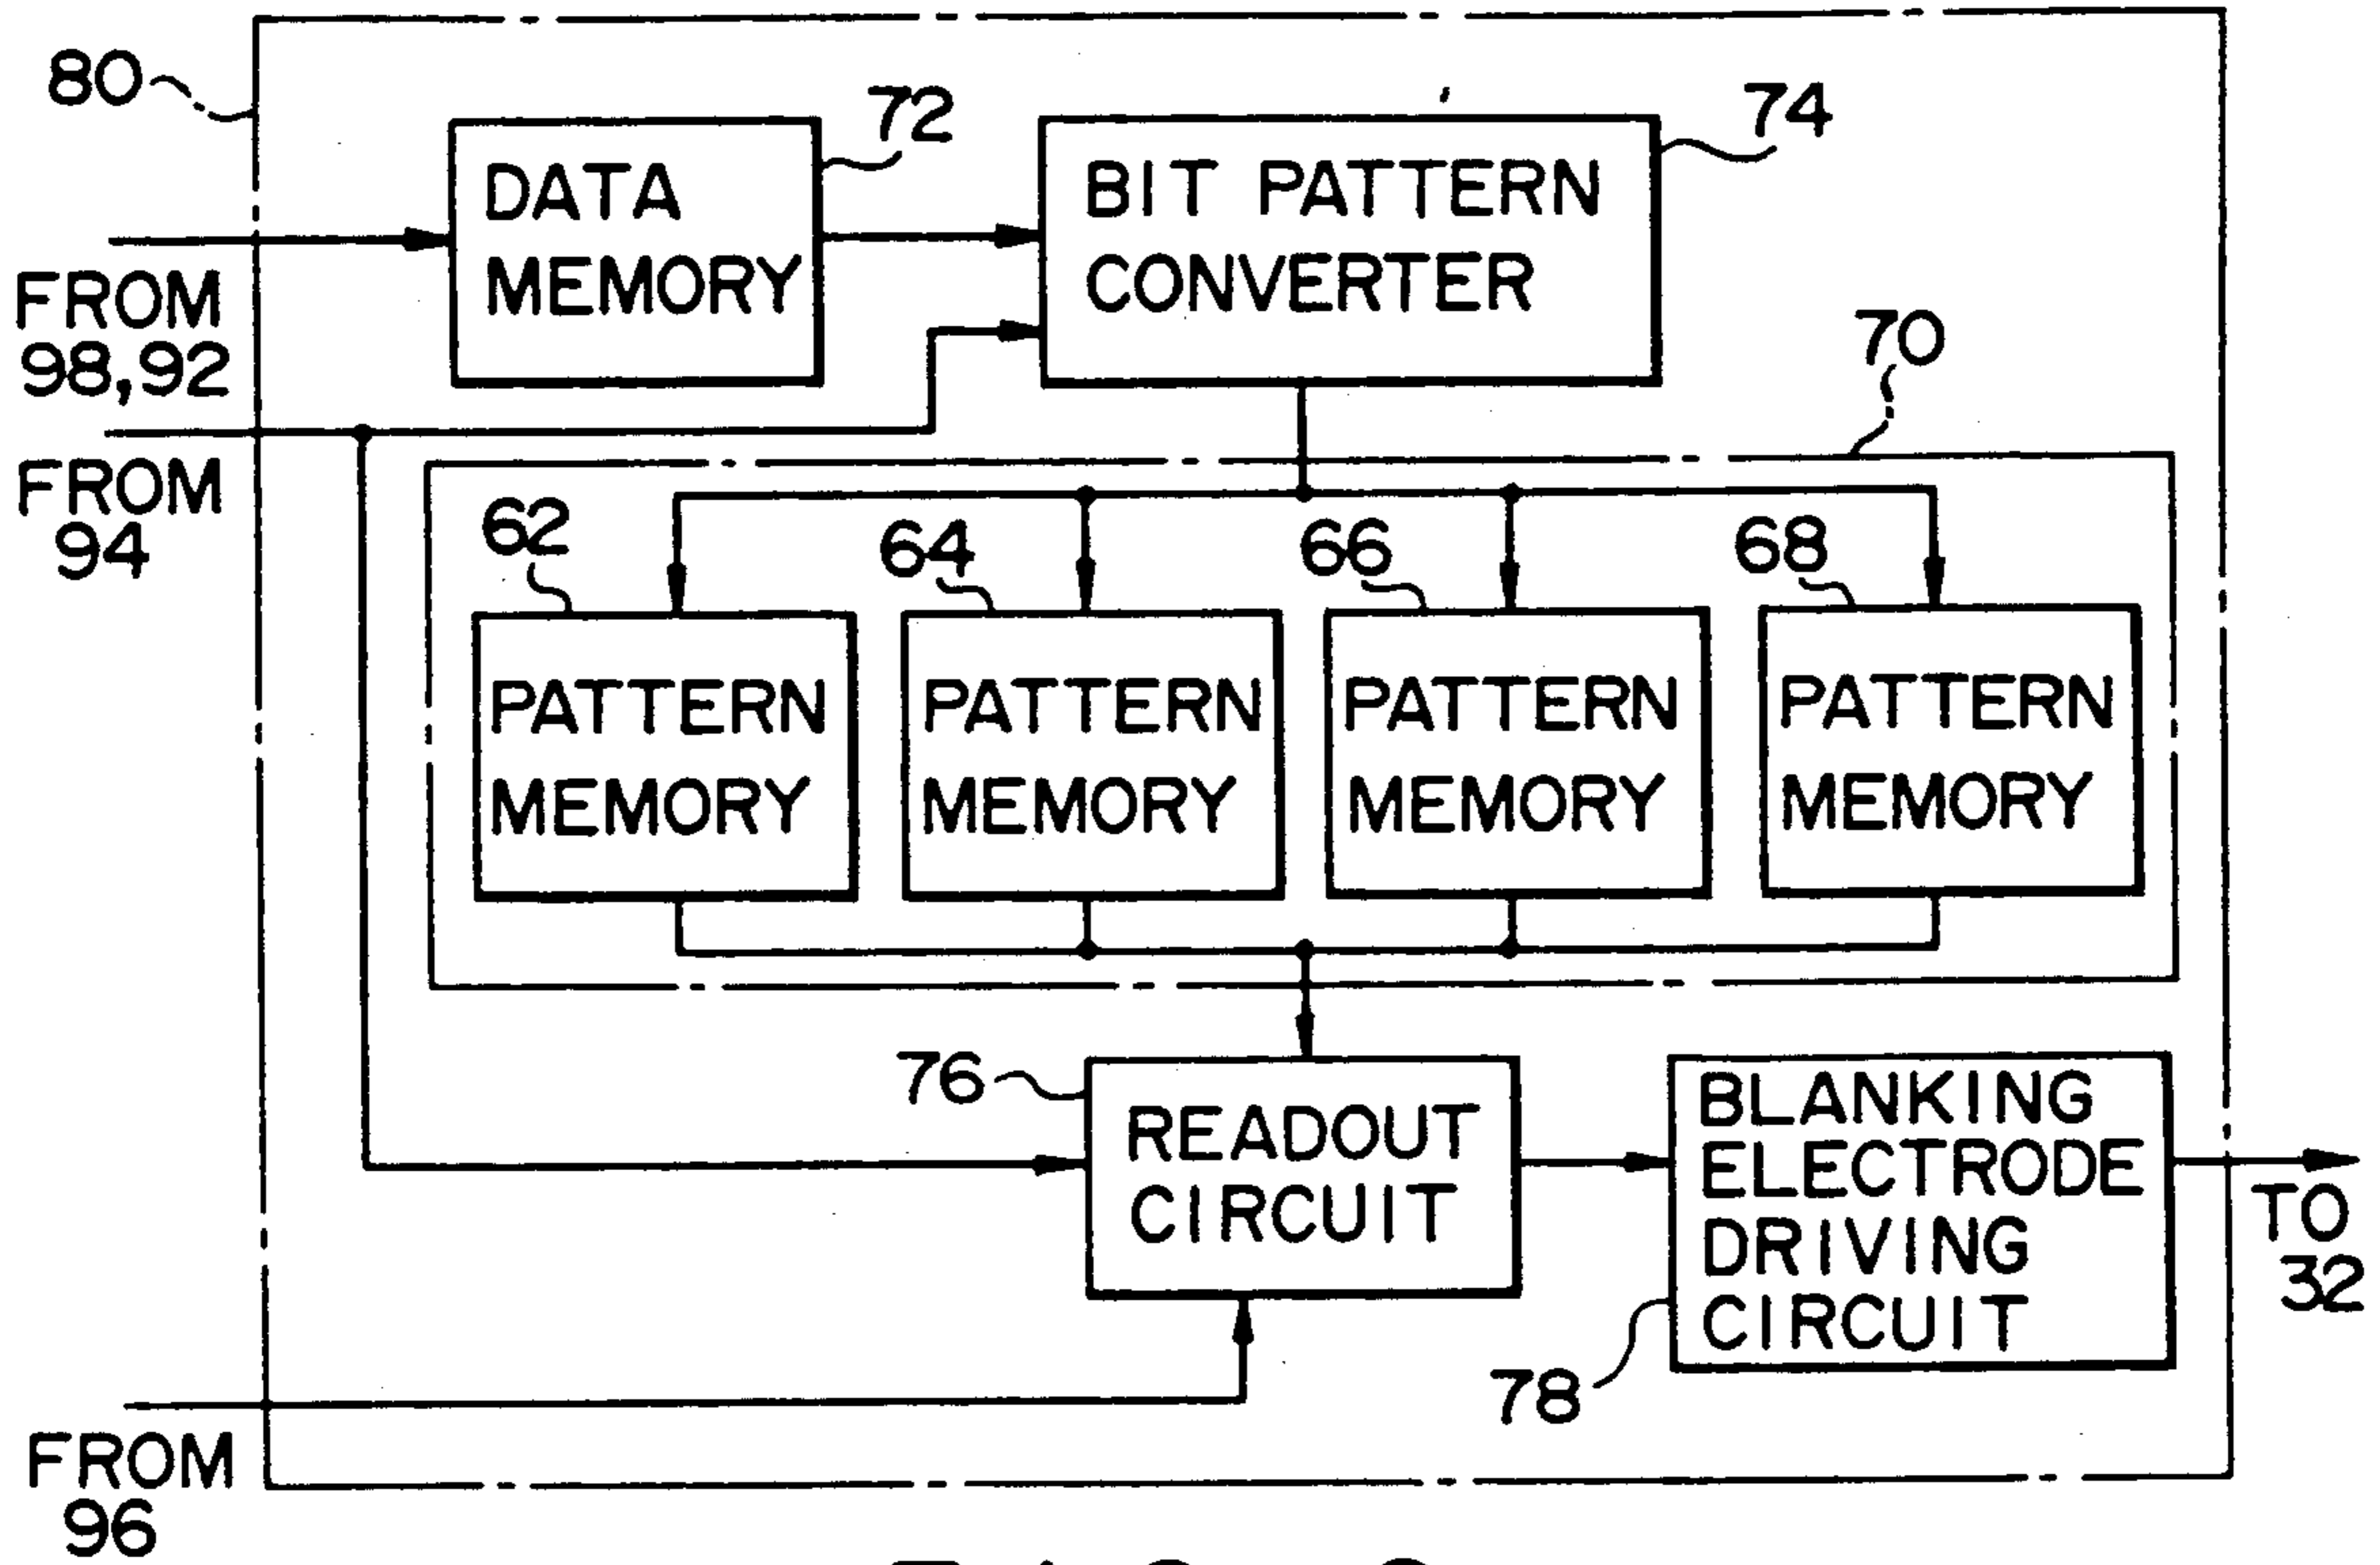 80
72
74
DATA
MEMORY
BIT PATTERN
CONVERTER
FROM
98,92
70
FROM
94
62
64
66
68
PATTERN
MEMORY
PATTERN
MEMORY
PATTERN
MEMORY
PATTERN
MEMORY
76
READOUT
CIRCUIT
BLANKING
ELECTRODE
DRIVING
CIRCUIT
TO
32
78
FROM
96